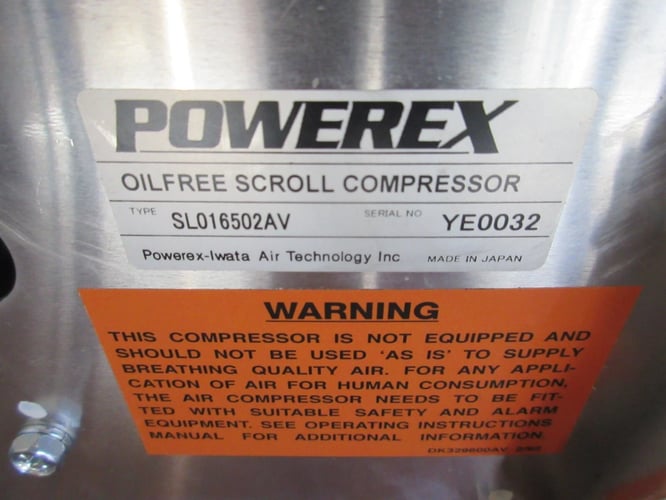 POWEREX
OILFREE SCROLL COMPRESSOR
TYPE SL016502AV SERIAL NO YE0032
Powerex-Iwata Air Technology Inc MADE IN JAPAN
WARNING
THIS COMPRESSOR IS NOT EQUIPPED AND
SHOULD NOT BE USED 'AS IS' TO SUPPLY
BREATHING QUALITY AIR. FOR ANY APPLI-
CATION OF AIR FOR HUMAN CONSUMPTION,
THE AIR COMPRESSOR NEEDS TO BE FIT-
TED WITH SUITABLE SAFETY AND ALARM
EQUIPMENT. SEE OPERATING INSTRUCTIONS
MANUAL FOR ADDITIONAL INFORMATION.
DK329600AV